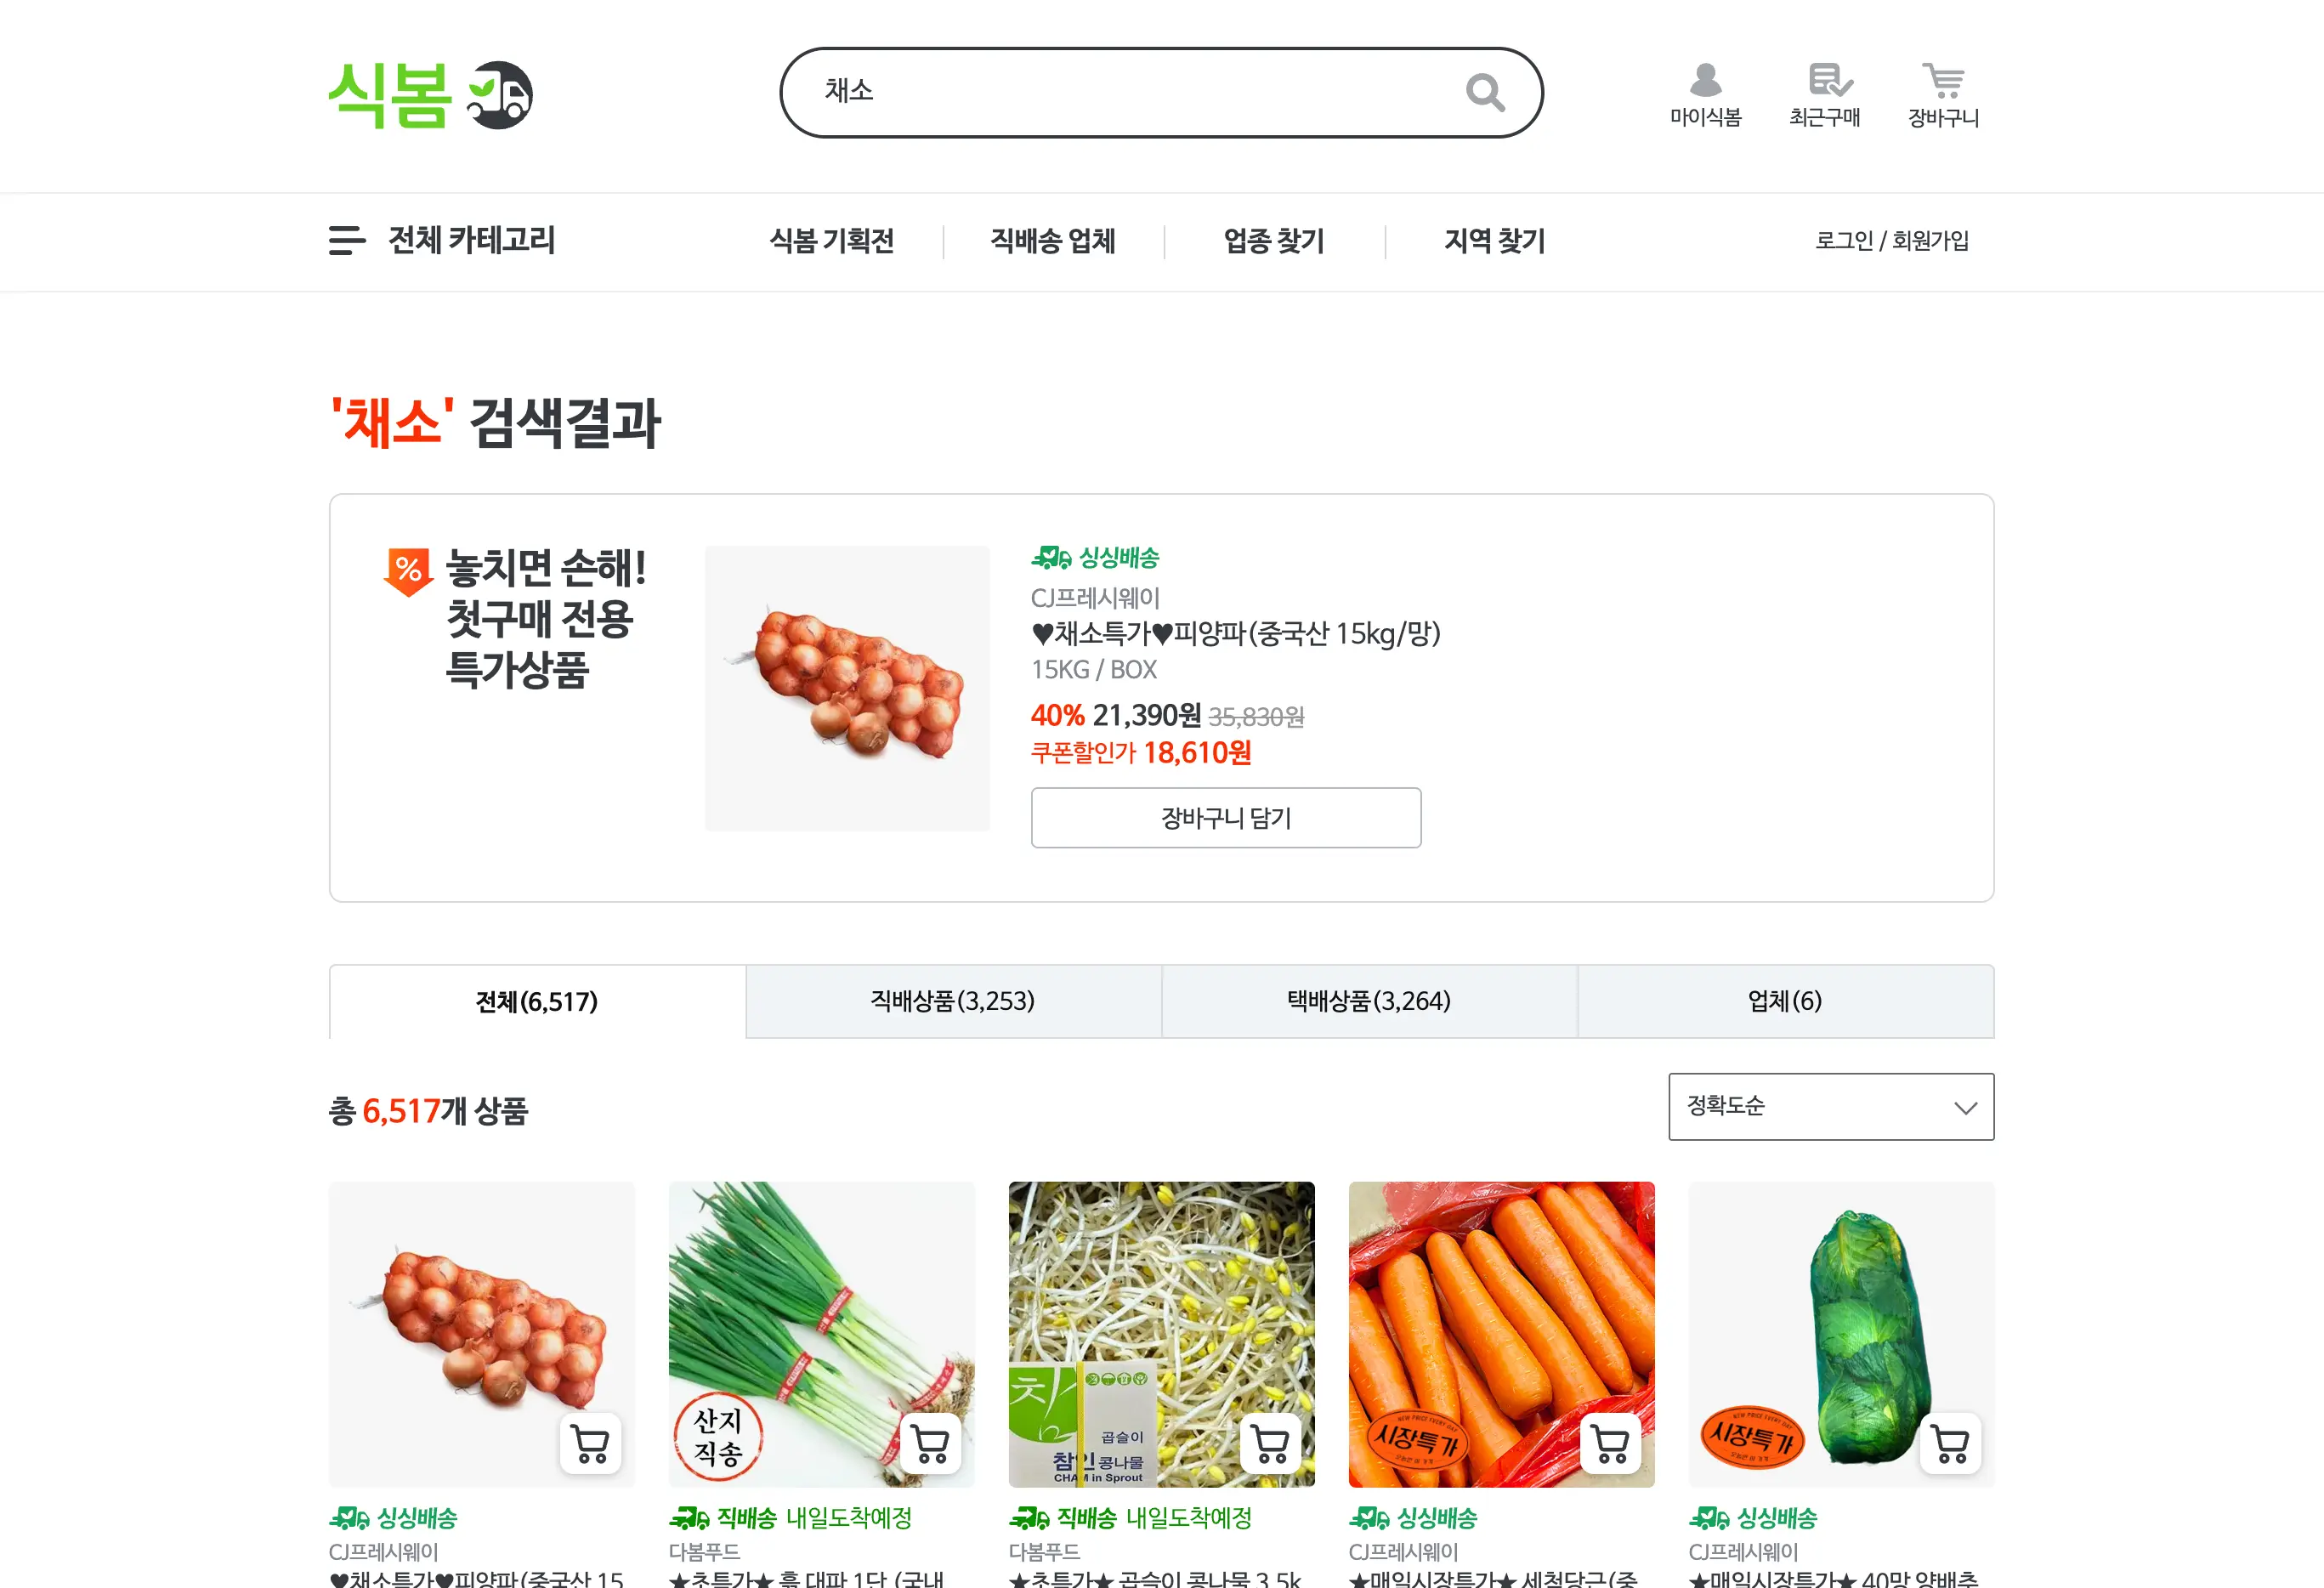 식봄
채소
마이식봄
최근구매
장바구니
전체 카테고리
식봄 기획전
직배송 업체
업종 찾기
지역 찾기
로그인 / 회원가입
'채소' 검색결과
%
놓치면 손해!
첫구매 전용
특가상품
싱싱배송
CJ프레시웨이
♥채소특가♥피양파(중국산 15kg/망)
15KG / BOX
40% 21,390원 35,830원
쿠폰할인가 18,610원
장바구니 담기
전체(6,517)
직배상품(3,253)
택배상품(3,264)
업체(6)
총 6,517개 상품
정확도순
산지
직송
참
곱슬이
참인 콩나물
CHAM in Sprout
NEW PRICE EVERY DAY
시장특가
NEW PRICE EVERY DAY
시장특가
싱싱배송
CJ프레시웨이
♥채소특가♥피양파(중국산 15
직배송 내일도착예정
다봄푸드
★초특가★ 흙 대파 1단 (국내
직배송 내일도착예정
다봄푸드
★초특가★ 곱슬이 콩나물 3.5k
싱싱배송
CJ프레시웨이
★매일시장특가★ 세척당근(중
싱싱배송
CJ프레시웨이
★매일시장특가★ 40망 양배추